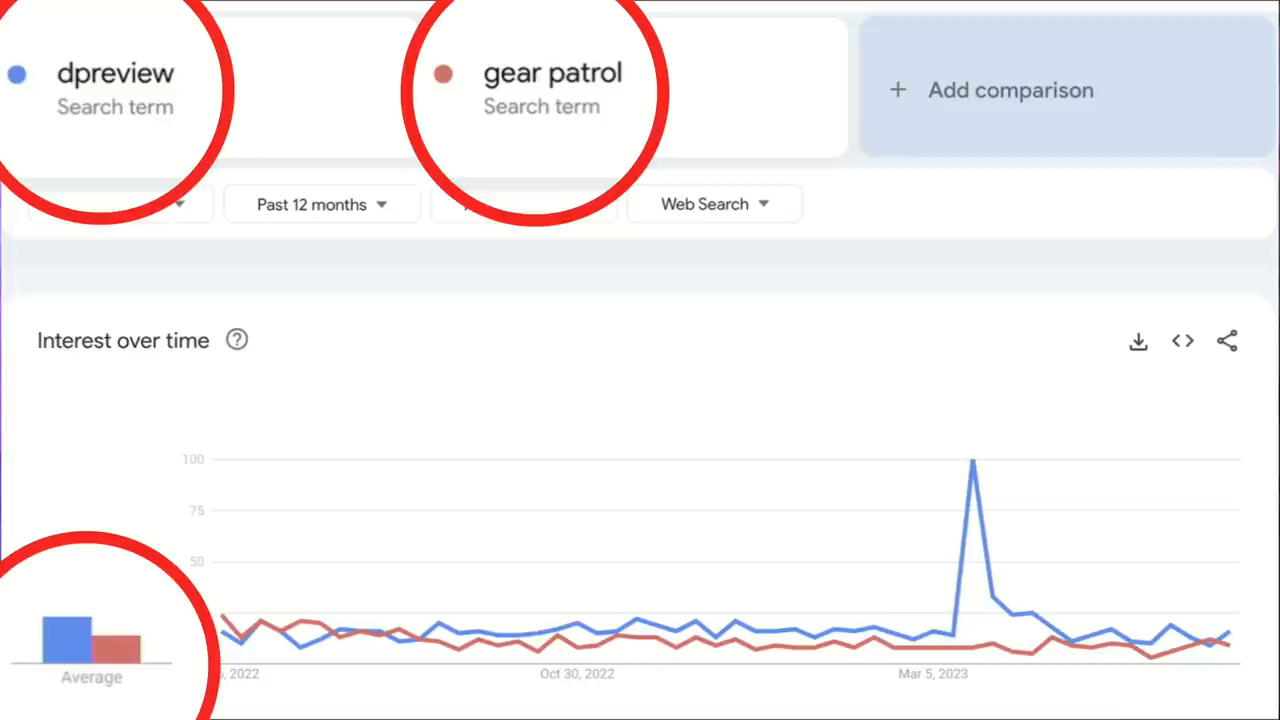 dpreview
Search term
gear patrol
Search term
+ Add comparison
Past 12 months
Web Search
Interest over time
100
75
50
, 2022
Oct 30, 2022
Mar 5, 2023
Average